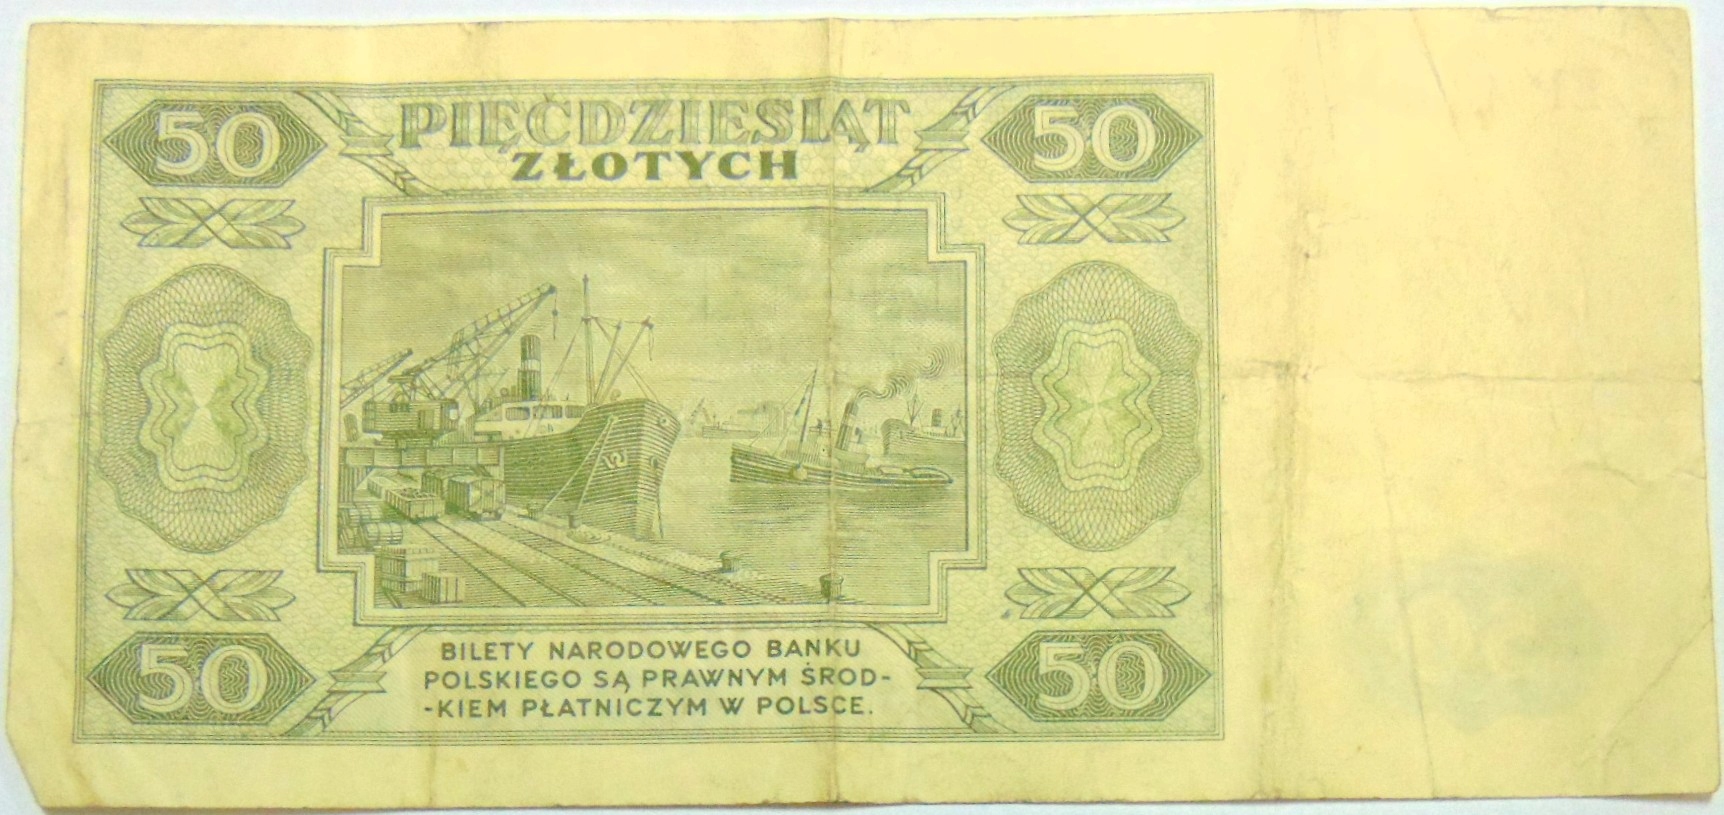 50 PIĘĆDZIESIĄT 50
ZŁOTYCH
50 BILETY NARODOWEGO BANKU 50
POLSKIEGO SĄ PRAWNYM ŚROD-
-KIEM PŁATNICZYM W POLSCE.